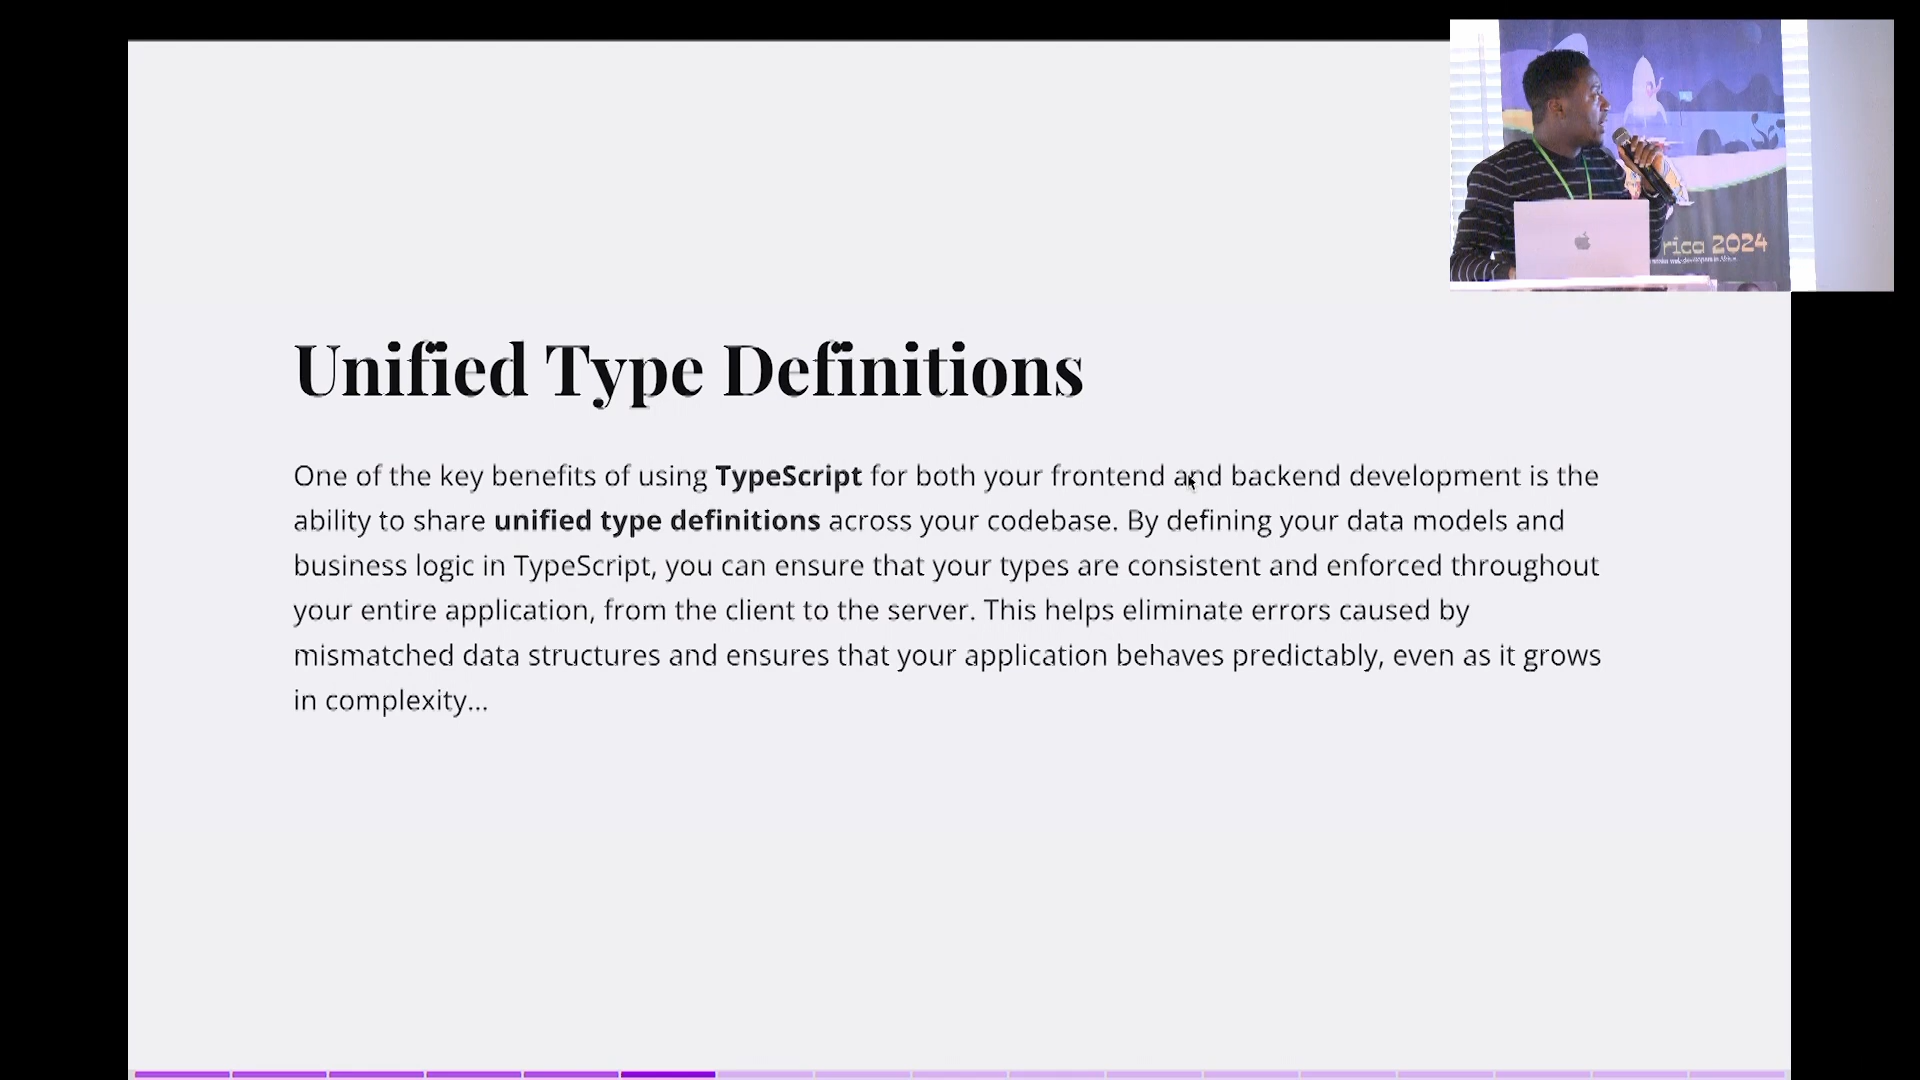 rica 2024
Unified Type Definitions
One of the key benefits of using TypeScript for both your frontend and backend development is the
ability to share unified type definitions across your codebase. By defining your data models and
business logic in TypeScript, you can ensure that your types are consistent and enforced throughout
your entire application, from the client to the server. This helps eliminate errors caused by
mismatched data structures and ensures that your application behaves predictably, even as it grows
in complexity...